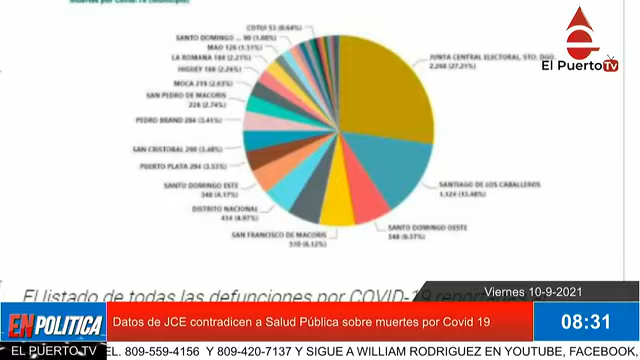 COTUI 53 (0.64%)
SANTO DOMINGO ... 90 (1.08%)
MAO 126 (1.51%)
LA ROMANA 184 (2.21%)
HIGUEY 188 (2.26%)
MOCA 219 (2.63%)
SAN PEDRO DE MACORIS
228 (2.74%)
PEDRO BRAND 284 (3.41%)
SAN CRISTOBAL 290 (3.48%)
PUERTO PLATA 294 (3.53%)
SANTO DOMINGO ESTE
348 (4.17%)
DISTRITO NACIONAL
414 (4.97%)
SAN FRANCISCO DE MACORIS
510 (6.12%)
JUNTA CENTRAL ELECTORAL, STO. DGO.
2,268 (27.21%)
SANTIAGO DE LOS CABALLEROS
1,124 (13.48%)
SANTO DOMINGO OESTE
548 (6.57%)
El Puerto Tv
El listado de todas las defunciones por COVID-19
Viernes 10-9-2021
EN POLITICA
Datos de JCE contradicen a Salud Pública sobre muertes por Covid 19
08:31
EL PUERTO TV
EL. 809-559-4156 Y 809-420-7137 Y SIGUE A WILLIAM RODRIGUEZ EN YOUTUBE, FACEBOOK